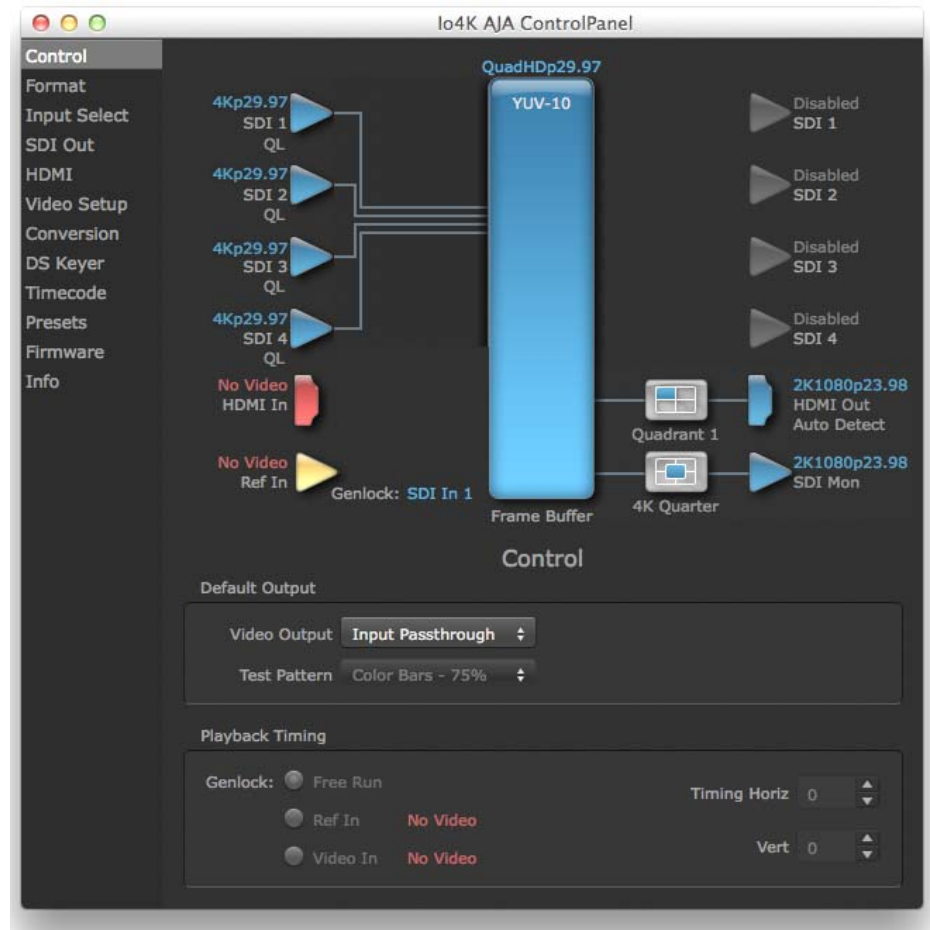 Io4K AJA ControlPanel
Control
Format
Input Select
SDI Out
HDMI
Video Setup
Conversion
DS Keyer
Timecode
Presets
Firmware
Info
QuadHDp29.97
YUV-10
4Kp29.97
SDI 1
QL
4Kp29.97
SDI 2
QL
4Kp29.97
SDI 3
QL
4Kp29.97
SDI 4
QL
No Video
HDMI In
No Video
Ref In
Genlock: SDI In 1
Frame Buffer
Disabled
SDI 1
Disabled
SDI 2
Disabled
SDI 3
Disabled
SDI 4
Quadrant 1
2K1080p23.98
HDMI Out
Auto Detect
4K Quarter
2K1080p23.98
SDI Mon
Control
Default Output
Video Output Input Passthrough
Test Pattern Color Bars - 75%
Playback Timing
Genlock: Free Run
Ref In No Video
Video In No Video
Timing Horiz 0
Vert 0